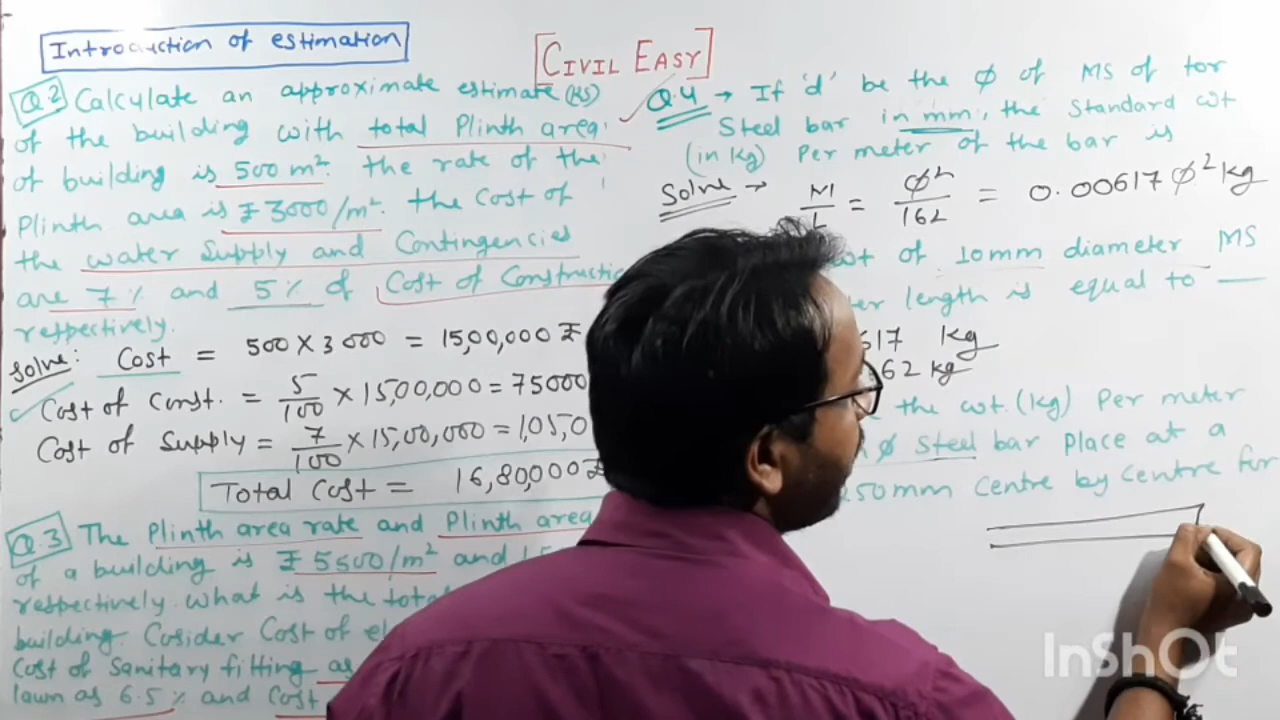 Introduction of estimation
[CIVIL EASY]
Q.2 Calculate an approximate estimate (RS)
of the building with total Plinth area
of building is 500 m². the rate of the
Plinth area is ₹ 3000/m². the cost of
the water Supply and Contingencies
are 7% and 5% of Cost of Constructi
respectively.
Solve: Cost = 500 × 3000 = 15,00,000 ₹
Cost of Const. = 5/100 × 15,00,000 = 75000
Cost of Supply = 7/100 × 15,00,000 = 1,05,0
Total Cost = 16,80,000 ₹
Q.3 The Plinth area rate and Plinth area
of a building is ₹ 5500/m² and 15
respectively. what is the total
building. Cosider Cost of el
Cost of Sanitary fitting as
lawn as 6.5% and Cost
Q.4 → If 'd' be the ϕ of MS of tor
Steel bar in mm, the Standard wt
(in kg) Per meter of the bar is
Solve → M/L = ϕ²/162 = 0.00617 ϕ² kg
wt of 10mm diameter MS
er length is equal to —
617 kg
62 kg
the wt. (kg) Per meter
ϕ Steel bar Place at a
250mm Centre by Centre for
InShOt